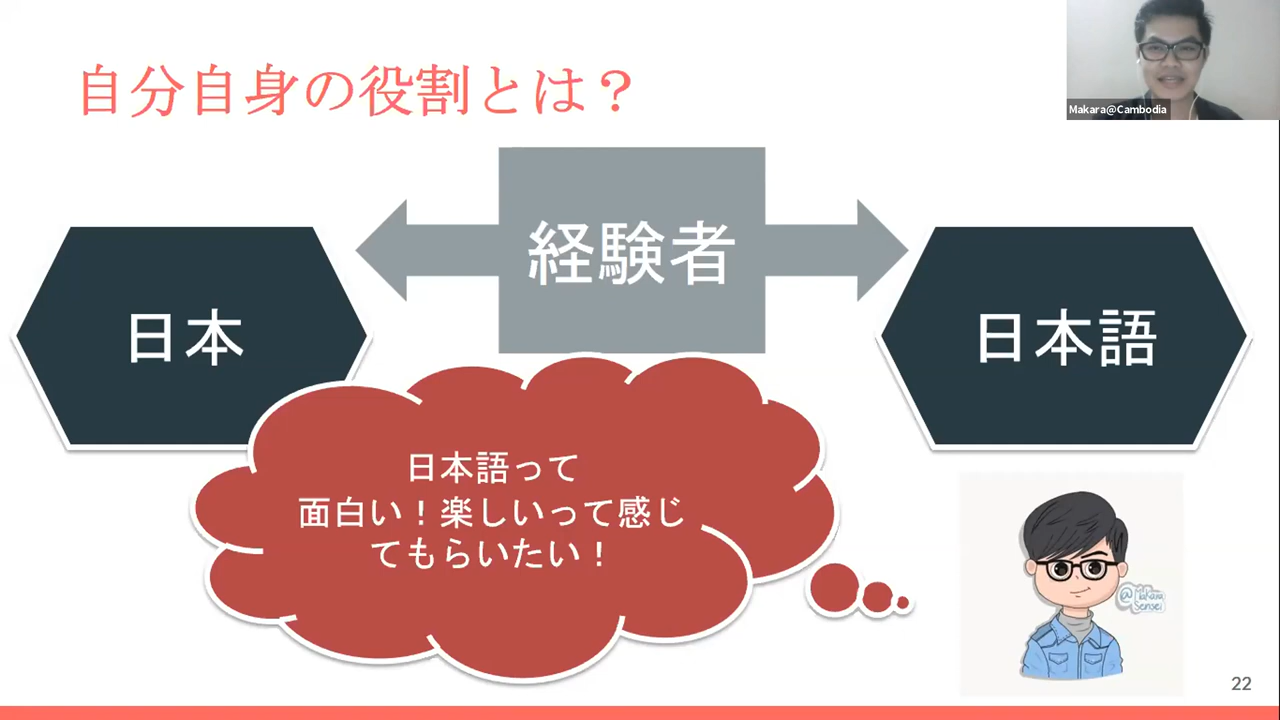 自分自身の役割とは？
Makara@Cambodia
経験者
日本
日本語
日本語って
面白い！楽しいって感じ
てもらいたい！
@Makara
Sensei
22